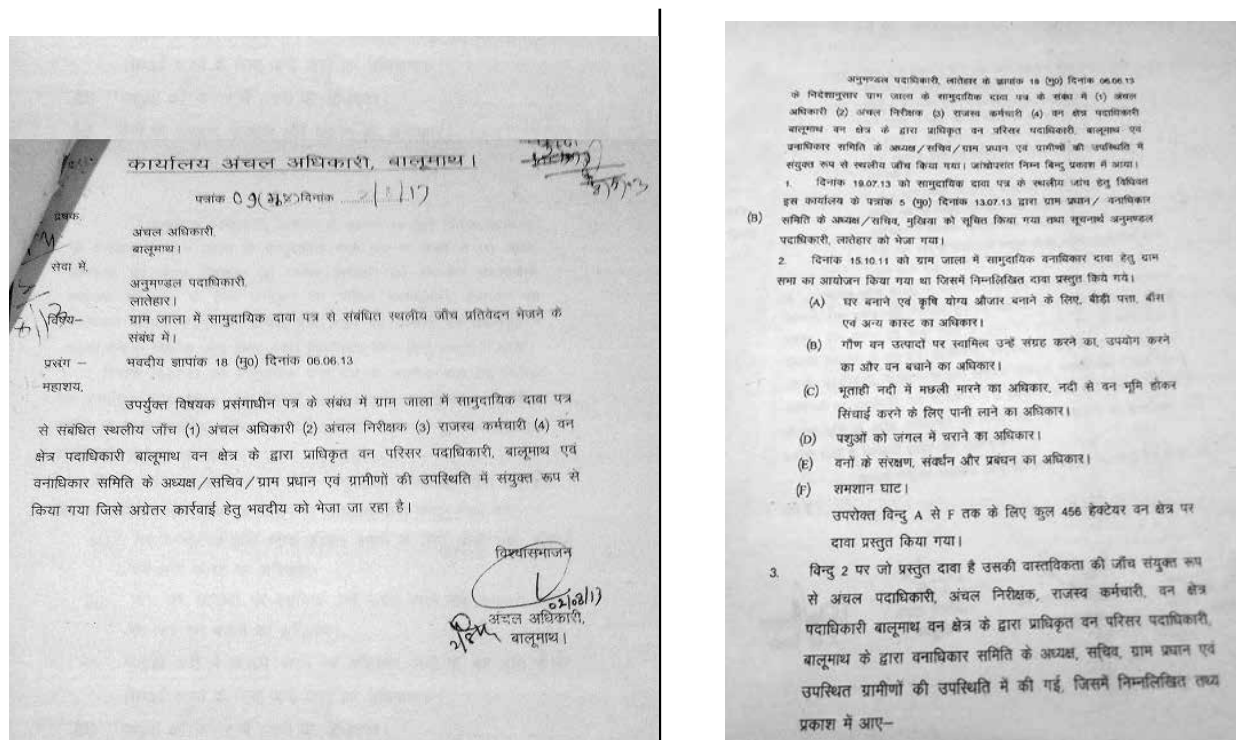 कार्यालय अंचल अधिकारी, बालूमाथ।
पत्रांक 09(मु0) दिनांक 2/8/13
प्रेषक,
अंचल अधिकारी,
बालूमाथ।
सेवा में,
अनुमण्डल पदाधिकारी,
लातेहार।
विषय– ग्राम जाला में सामुदायिक दावा पत्र से संबंधित स्थलीय जाँच प्रतिवेदन भेजने के
संबंध में।
प्रसंग – भवदीय ज्ञापांक 18 (मु0) दिनांक 06.06.13
महाशय,
उपर्युक्त विषयक प्रसंगाधीन पत्र के संबंध में ग्राम जाला में सामुदायिक दावा पत्र
से संबंधित स्थलीय जाँच (1) अंचल अधिकारी (2) अंचल निरीक्षक (3) राजस्व कर्मचारी (4) वन
क्षेत्र पदाधिकारी बालूमाथ वन क्षेत्र के द्वारा प्राधिकृत वन परिसर पदाधिकारी, बालूमाथ एवं
वनाधिकार समिति के अध्यक्ष/सचिव/ग्राम प्रधान एवं ग्रामीणों की उपस्थिति में संयुक्त रूप से
किया गया जिसे अग्रेतर कार्रवाई हेतु भवदीय को भेजा जा रहा है।
विश्वासभाजन
02/08/13
अंचल अधिकारी,
बालूमाथ।
अनुमण्डल पदाधिकारी, लातेहार के ज्ञापांक 18 (मु0) दिनांक 06.06.13
के निदेशानुसार ग्राम जाला के सामुदायिक दावा पत्र के संबंध में (1) अंचल
अधिकारी (2) अंचल निरीक्षक (3) राजस्व कर्मचारी (4) वन क्षेत्र पदाधिकारी
बालूमाथ वन क्षेत्र के द्वारा प्राधिकृत वन परिसर पदाधिकारी, बालूमाथ एवं
वनाधिकार समिति के अध्यक्ष/सचिव/ग्राम प्रधान एवं ग्रामीणों की उपस्थिति में
संयुक्त रूप से स्थलीय जाँच किया गया। जांचोपरांत निम्न बिन्दु प्रकाश में आया।
1. दिनांक 19.07.13 को सामुदायिक दावा पत्र के स्थलीय जांच हेतु विधिवत
इस कार्यालय के पत्रांक 5 (मु0) दिनांक 13.07.13 द्वारा ग्राम प्रधान/ वनाधिकार
(B) समिति के अध्यक्ष/सचिव, मुखिया को सूचित किया गया तथा सूचनार्थ अनुमण्डल
पदाधिकारी, लातेहार को भेजा गया।
2. दिनांक 15.10.11 को ग्राम जाला में सामुदायिक वनाधिकार दावा हेतु ग्राम
सभा का आयोजन किया गया था जिसमें निम्नलिखित दावा प्रस्तुत किये गये।
(A) घर बनाने एवं कृषि योग्य औजार बनाने के लिए, बीड़ी पत्ता, बाँस
एवं अन्य कास्ट का अधिकार।
(B) गौण वन उत्पादों पर स्वामित्व उन्हें संग्रह करने का, उपयोग करने
का और वन बचाने का अधिकार।
(C) भूताही नदी में मछली मारने का अधिकार, नदी से वन भूमि होकर
सिंचाई करने के लिए पानी लाने का अधिकार।
(D) पशुओं को जंगल में चराने का अधिकार।
(E) वनों के संरक्षण, संवर्धन और प्रबंधन का अधिकार।
(F) शमशान घाट।
उपरोक्त विन्दु A से F तक के लिए कुल 456 हेक्टेयर वन क्षेत्र पर
दावा प्रस्तुत किया गया।
3. विन्दु 2 पर जो प्रस्तुत दावा है उसकी वास्तविकता की जाँच संयुक्त रूप
से अंचल पदाधिकारी, अंचल निरीक्षक, राजस्व कर्मचारी, वन क्षेत्र
पदाधिकारी बालूमाथ वन क्षेत्र के द्वारा प्राधिकृत वन परिसर पदाधिकारी,
बालूमाथ के द्वारा वनाधिकार समिति के अध्यक्ष, सचिव, ग्राम प्रधान एवं
उपस्थित ग्रामीणों की उपस्थिति में की गई, जिसमें निम्नलिखित तथ्य
प्रकाश में आए–